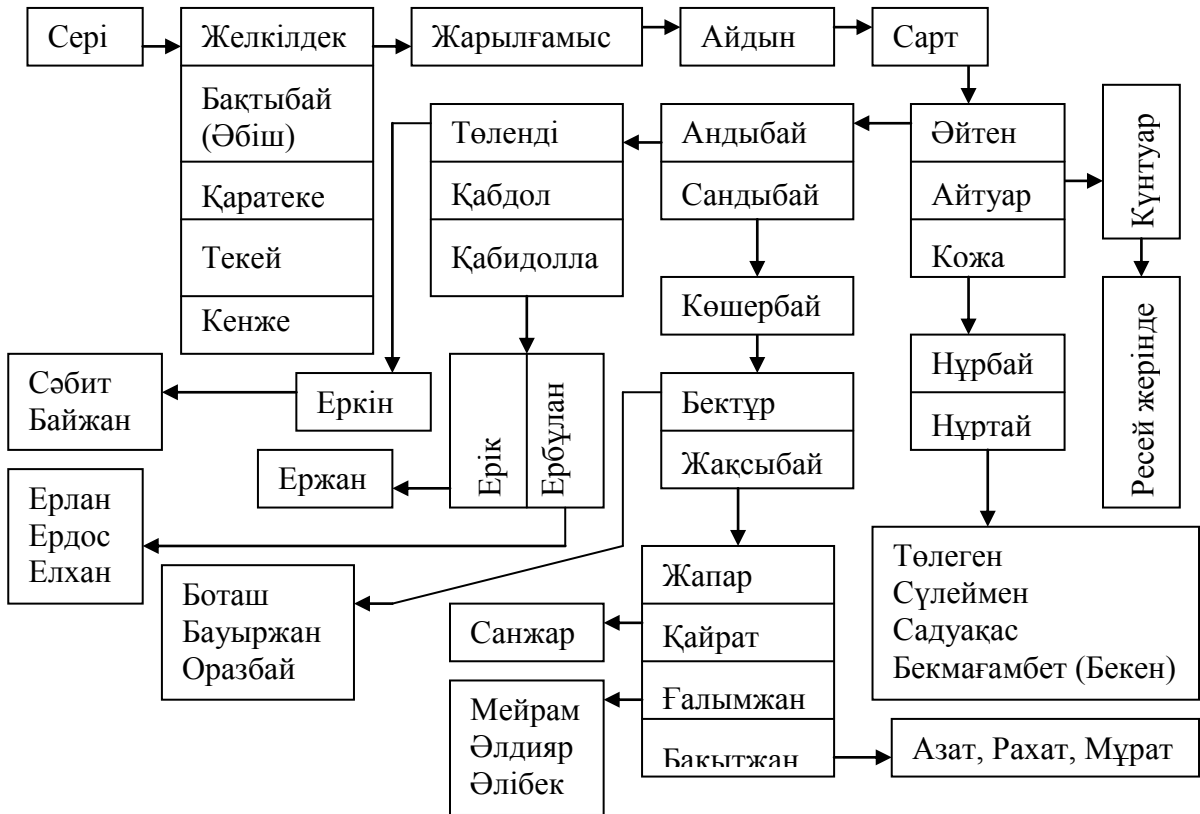 Сері
Желкілдек
Жарылғамыс
Айдын
Сарт
Бақтыбай
(Әбіш)
Қаратеке
Текей
Кенже
Төленді
Қабдол
Қабидолла
Андыбай
Сандыбай
Әйтен
Айтуар
Кожа
Күнтуар
Ресей жерінде
Көшербай
Нұрбай
Нұртай
Сәбит
Байжан
Еркін
Ерік
Ербұлан
Бектұр
Жақсыбай
Ержан
Ерлан
Ердос
Елхан
Боташ
Бауыржан
Оразбай
Санжар
Жапар
Қайрат
Ғалымжан
Бақытжан
Төлеген
Сүлеймен
Садуақас
Бекмағамбет (Бекен)
Мейрам
Әлдияр
Әлібек
Азат, Рахат, Мұрат